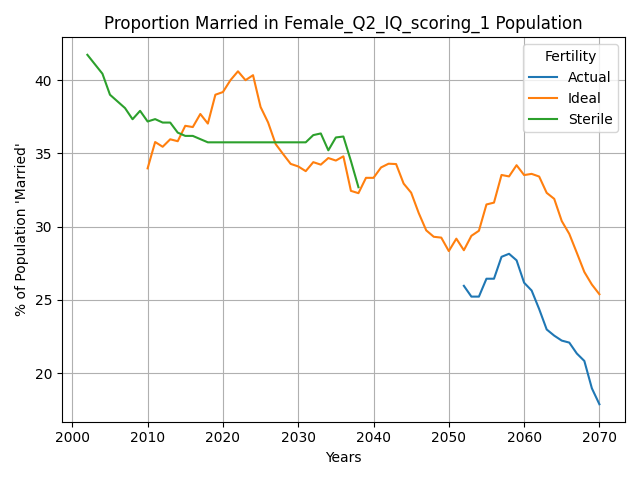 Proportion Married in Female_Q2_IQ_scoring_1 Population
% of Population 'Married'
40
35
30
25
20
Fertility
Actual
Ideal
Sterile
2000 2010 2020 2030 2040 2050 2060 2070
Years